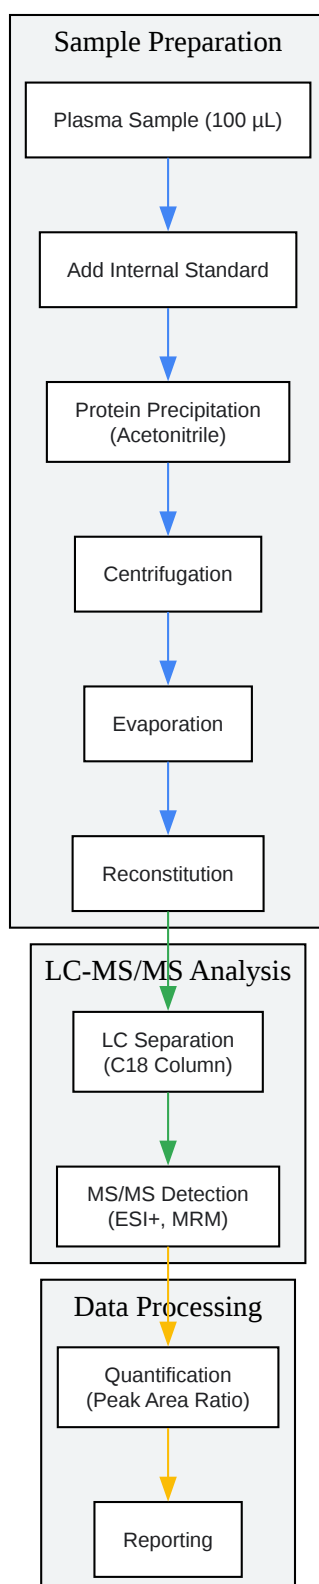 Sample Preparation
Plasma Sample (100 µL)
Add Internal Standard
Protein Precipitation
(Acetonitrile)
Centrifugation
Evaporation
Reconstitution
LC-MS/MS Analysis
LC Separation
(C18 Column)
MS/MS Detection
(ESI+, MRM)
Data Processing
Quantification
(Peak Area Ratio)
Reporting